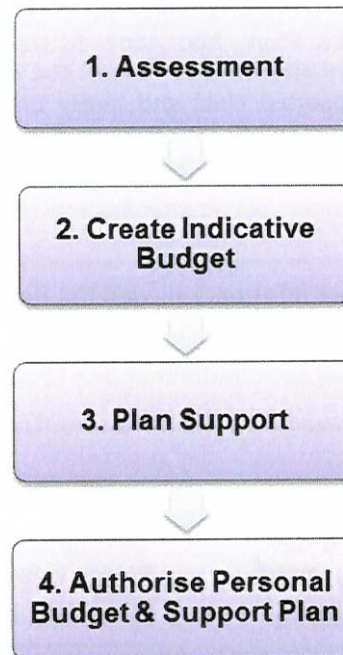 1. Assessment
2. Create Indicative
Budget
3. Plan Support
4. Authorise Personal
Budget & Support Plan